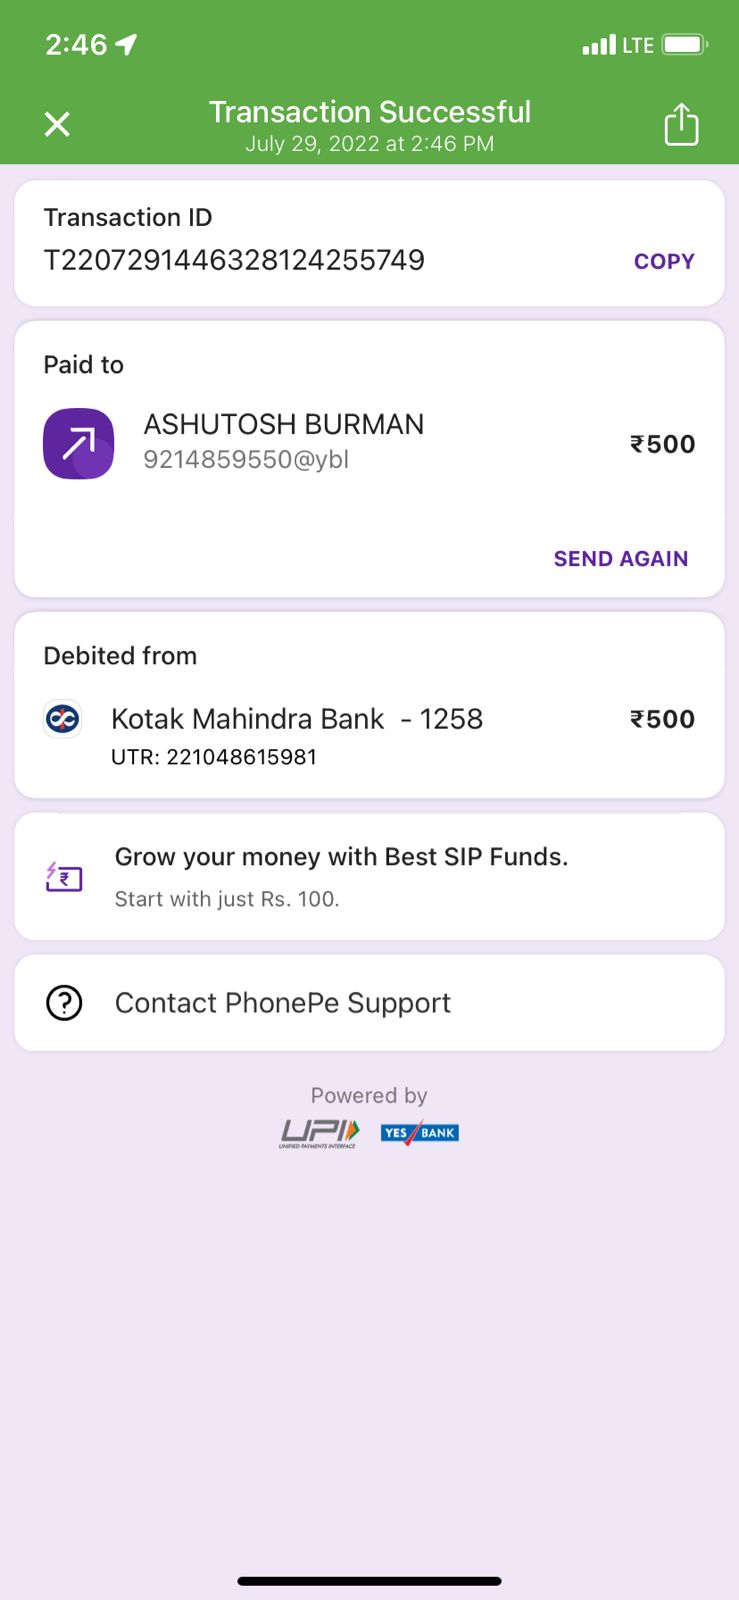 2:46
LTE
Transaction Successful
July 29, 2022 at 2:46 PM
Transaction ID
T2207291446328124255749
COPY
Paid to
ASHUTOSH BURMAN
9214859550@ybl
₹500
SEND AGAIN
Debited from
Kotak Mahindra Bank - 1258
₹500
UTR: 221048615981
Grow your money with Best SIP Funds.
Start with just Rs. 100.
Contact PhonePe Support
Powered by
UPI
UNIFIED PAYMENTS INTERFACE
YES BANK